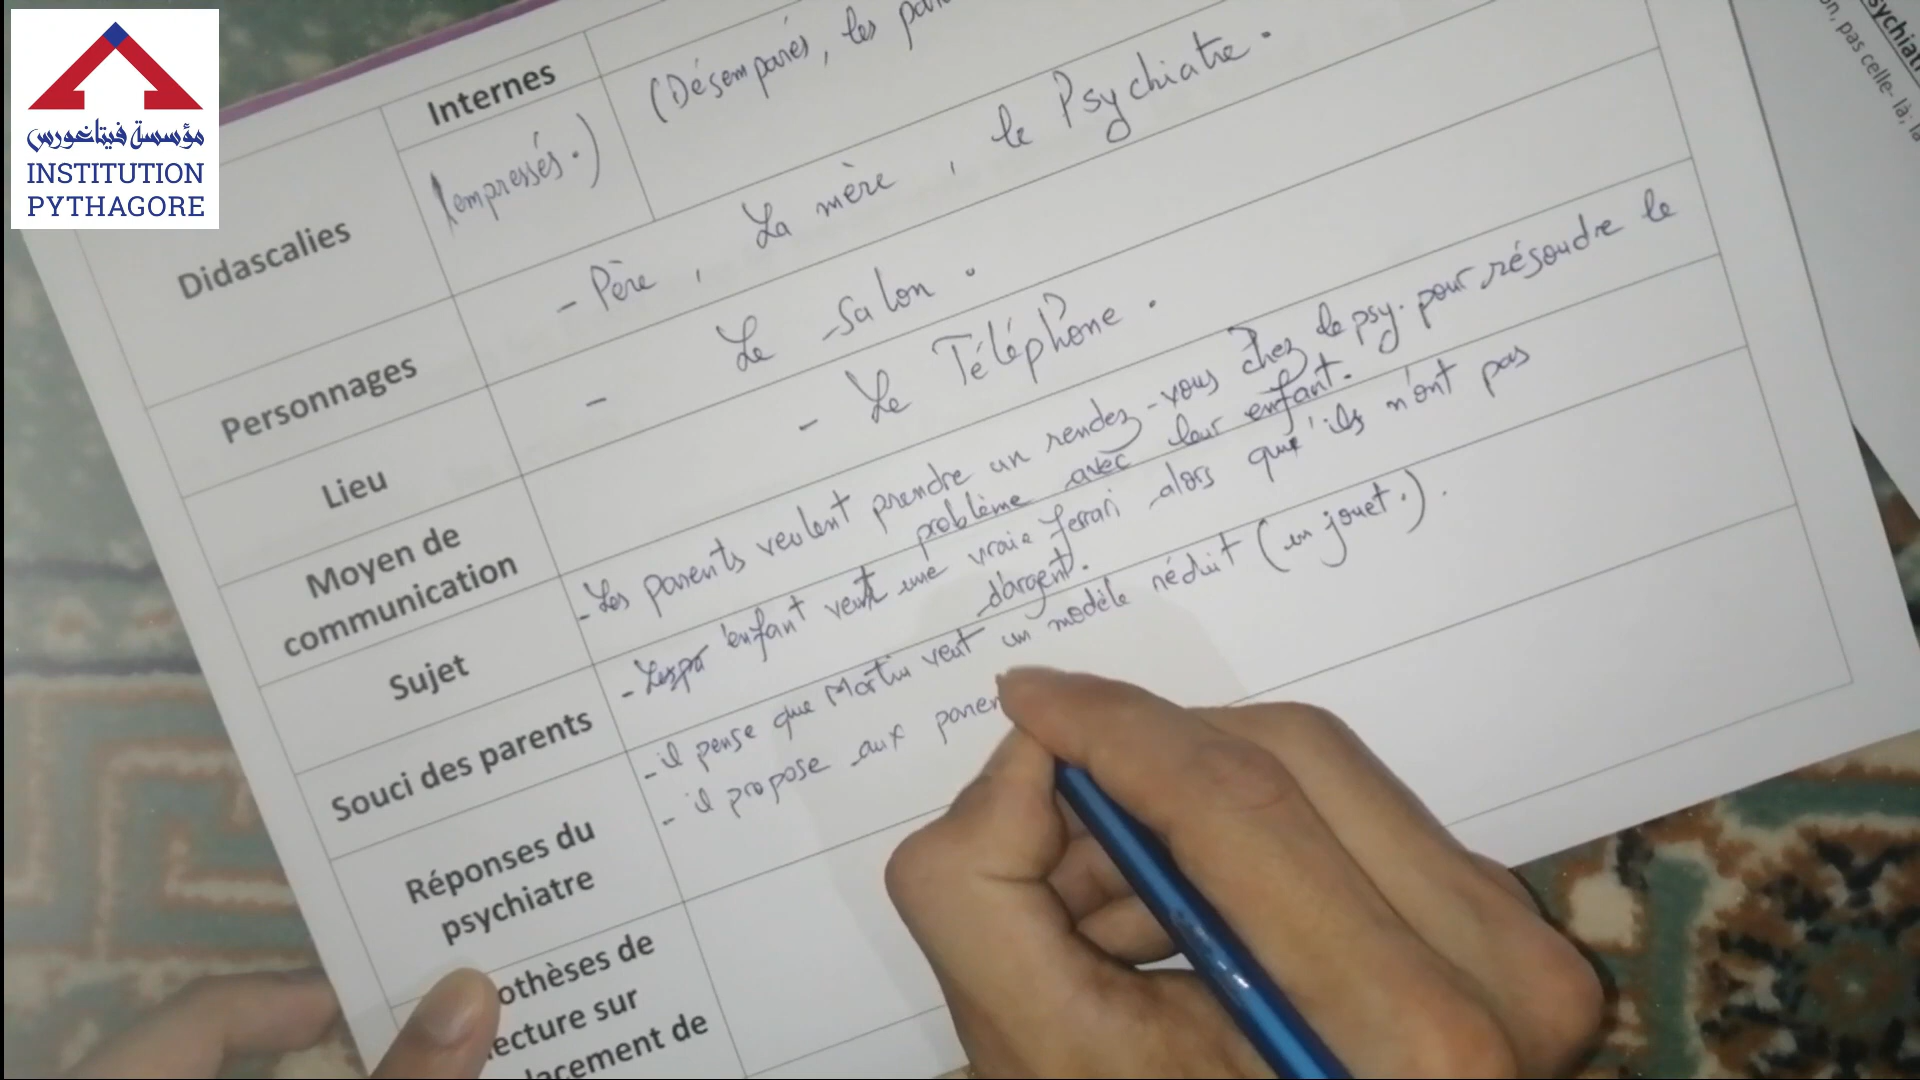 مؤسسة فيتاغورس
INSTITUTION
PYTHAGORE
Didascalies
Internes
(empressés.)
(Désemparés, les
Personnages
- Père, La mère, le Psychiatre.
Lieu
- Le salon.
Moyen de
communication
- Le Téléphone.
Sujet
- Les parents veulent prendre un rendez-vous chez le psy. pour résoudre le
problème avec leur enfant.
Souci des parents
- enfant veut une vraie ferrari alors que ils n'ont pas
d'argent.
Réponses du
psychiatre
- il pense que Martin veut un modèle réduit (un jouet.).
- il propose aux paren
othèses de
ecture sur
lacement de
sychiat
on, pas celle-là; la